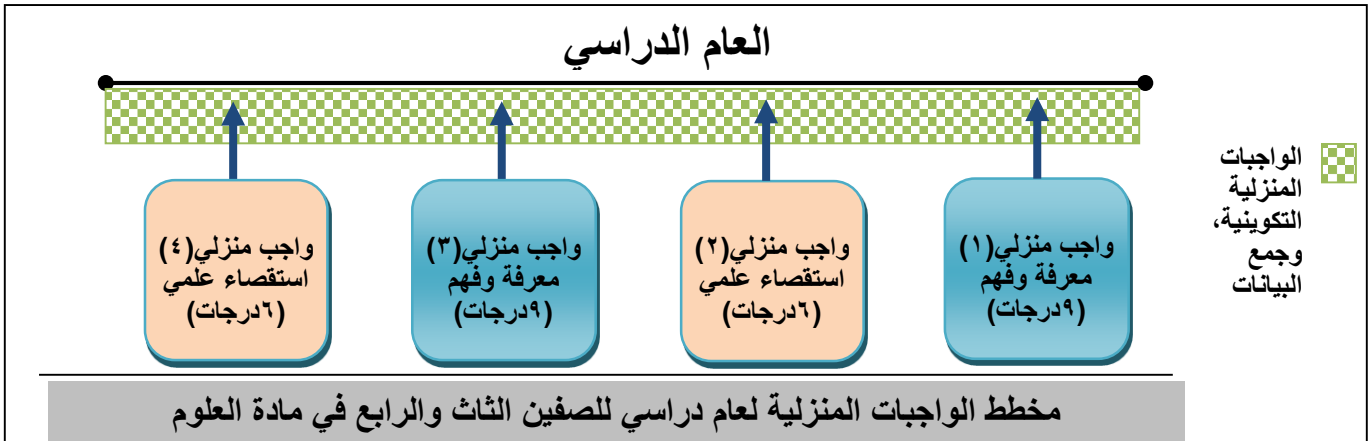 العام الدراسي
الواجبات
المنزلية
التكوينية،
وجمع
البيانات
واجب منزلي(١)
معرفة وفهم
(٩درجات)
واجب منزلي(٢)
استقصاء علمي
(٦درجات)
واجب منزلي(٣)
معرفة وفهم
(٩درجات)
واجب منزلي(٤)
استقصاء علمي
(٦درجات)
مخطط الواجبات المنزلية لعام دراسي للصفين الثاث والرابع في مادة العلوم